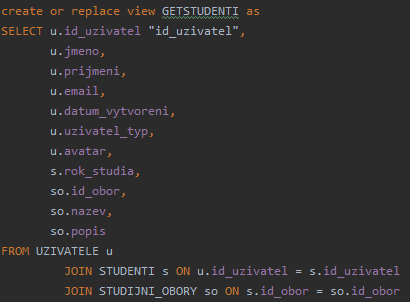 create or replace view GETSTUDENTI as
SELECT u.id_uzivatel "id_uzivatel",
u.jmeno,
u.prijmeni,
u.email,
u.datum_vytvoreni,
u.uzivatel_typ,
u.avatar,
s.rok_studia,
so.id_obor,
so.nazev,
so.popis
FROM UZIVATELE u
JOIN STUDENTI s ON u.id_uzivatel = s.id_uzivatel
JOIN STUDIJNI_OBORY so ON s.id_obor = so.id_obor